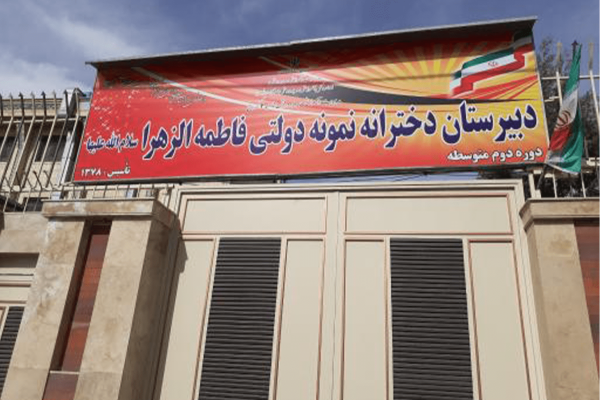 دبیرستان دخترانه نمونه دولتی فاطمه الزهرا سلام الله علیها
دوره دوم متوسطه
تأسیس : ۱۳۷۸